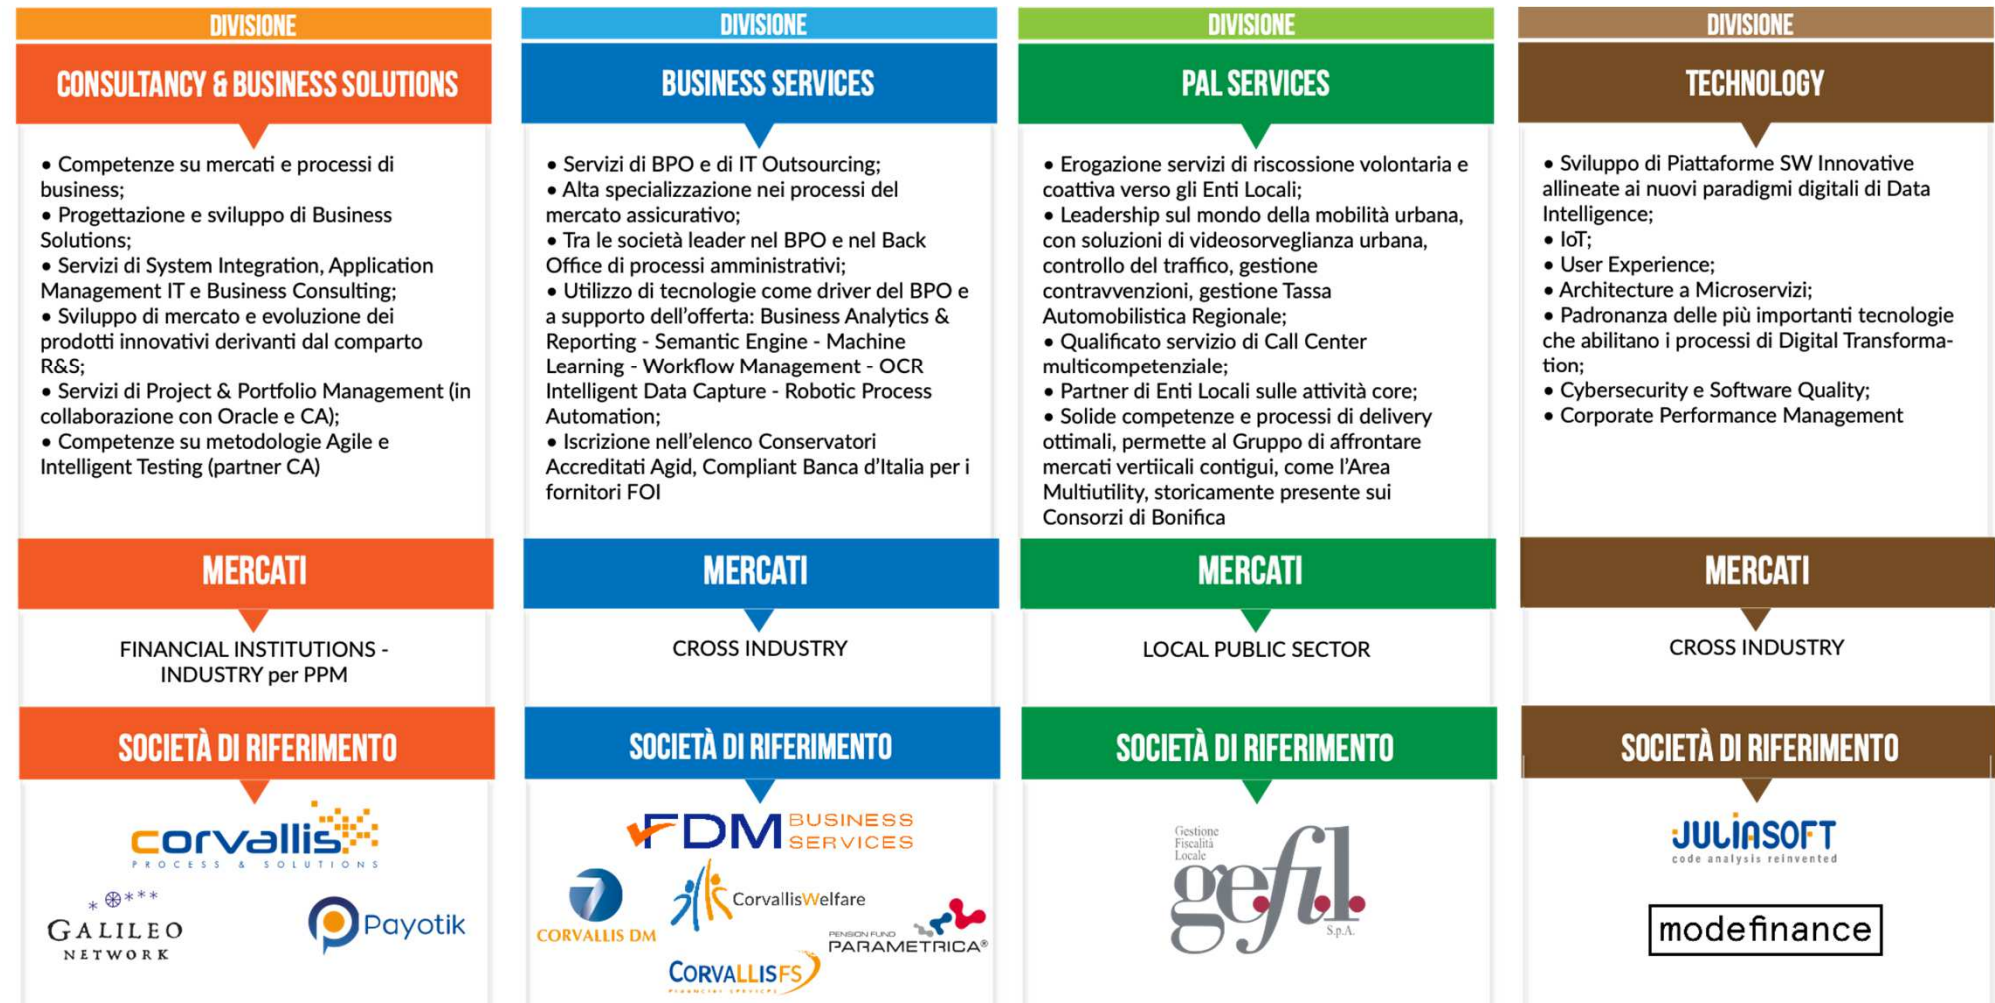 DIVISIONE
CONSULTANCY & BUSINESS SOLUTIONS
• Competenze su mercati e processi di
business;
• Progettazione e sviluppo di Business
Solutions;
• Servizi di System Integration, Application
Management IT e Business Consulting;
• Sviluppo di mercato e evoluzione dei
prodotti innovativi derivanti dal comparto
R&S;
• Servizi di Project & Portfolio Management (in
collaborazione con Oracle e CA);
• Competenze su metodologie Agile e
Intelligent Testing (partner CA)
MERCATI
FINANCIAL INSTITUTIONS -
INDUSTRY per PPM
SOCIETÀ DI RIFERIMENTO
corvallis
PROCESS & SOLUTIONS
GALILEO
NETWORK
Payotik
DIVISIONE
BUSINESS SERVICES
• Servizi di BPO e di IT Outsourcing;
• Alta specializzazione nei processi del
mercato assicurativo;
• Tra le società leader nel BPO e nel Back
Office di processi amministrativi;
• Utilizzo di tecnologie come driver del BPO e
a supporto dell'offerta: Business Analytics &
Reporting - Semantic Engine - Machine
Learning - Workflow Management - OCR
Intelligent Data Capture - Robotic Process
Automation;
• Iscrizione nell'elenco Conservatori
Accreditati Agid, Compliant Banca d'Italia per i
fornitori FOI
MERCATI
CROSS INDUSTRY
SOCIETÀ DI RIFERIMENTO
FDM BUSINESS
SERVICES
CORVALLIS DM
CorvallisWelfare
PENSION FUND
PARAMETRICA®
CORVALLISFS
FINANCIAL SERVICES
DIVISIONE
PAL SERVICES
• Erogazione servizi di riscossione volontaria e
coattiva verso gli Enti Locali;
• Leadership sul mondo della mobilità urbana,
con soluzioni di videosorveglianza urbana,
controllo del traffico, gestione
contravvenzioni, gestione Tassa
Automobilistica Regionale;
• Qualificato servizio di Call Center
multicompetenziale;
• Partner di Enti Locali sulle attività core;
• Solide competenze e processi di delivery
ottimali, permette al Gruppo di affrontare
mercati vertiicali contigui, come l'Area
Multiutility, storicamente presente sui
Consorzi di Bonifica
MERCATI
LOCAL PUBLIC SECTOR
SOCIETÀ DI RIFERIMENTO
Gestione
Fiscalità
Locale
gefil.
S.p.A.
DIVISIONE
TECHNOLOGY
• Sviluppo di Piattaforme SW Innovative
allineate ai nuovi paradigmi digitali di Data
Intelligence;
• IoT;
• User Experience;
• Architecture a Microservizi;
• Padronanza delle più importanti tecnologie
che abilitano i processi di Digital Transforma-
tion;
• Cybersecurity e Software Quality;
• Corporate Performance Management
MERCATI
CROSS INDUSTRY
SOCIETÀ DI RIFERIMENTO
JULIASOFT
code analysis reinvented
modefinance